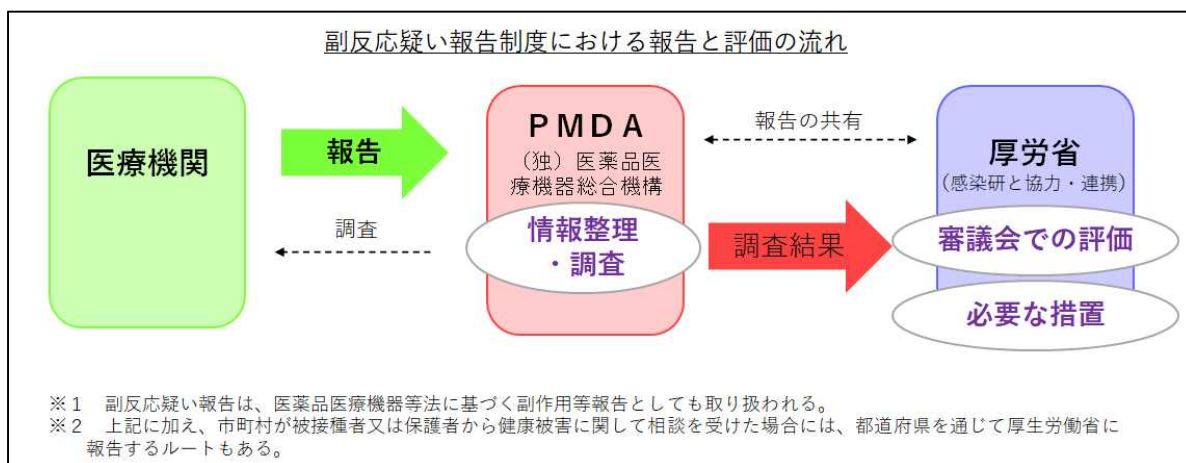 副反応疑い報告制度における報告と評価の流れ
医療機関
報告
調査
PMDA
(独)医薬品医
療機器総合機構
情報整理
・調査
報告の共有
調査結果
厚労省
(感染研と協力・連携)
審議会での評価
必要な措置
※1 副反応疑い報告は、医薬品医療機器等法に基づく副作用等報告としても取り扱われる。
※2 上記に加え、市町村が被接種者又は保護者から健康被害に関して相談を受けた場合には、都道府県を通じて厚生労働省に
報告するルートもある。